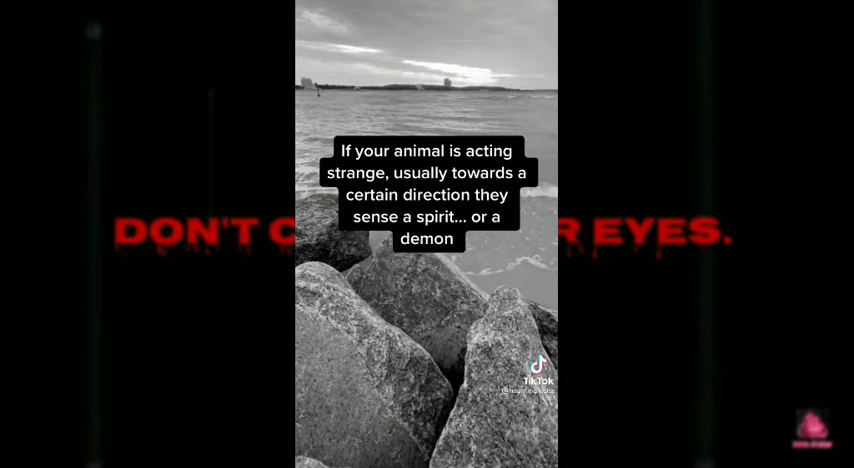 If your animal is acting
strange, usually towards a
certain direction they
sense a spirit... or a
demon
DON'T
R EYES.
TikTok